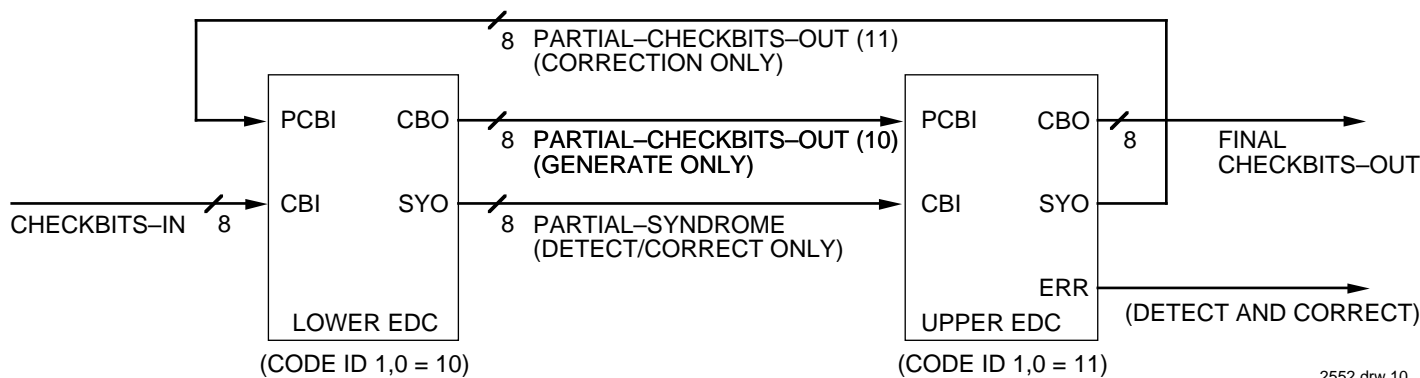 8 PARTIAL–CHECKBITS–OUT (11)
(CORRECTION ONLY)
PCBI CBO
8 PARTIAL–CHECKBITS–OUT (10)
(GENERATE ONLY)
PCBI CBO
8 FINAL
CHECKBITS–OUT
CHECKBITS–IN 8
CBI SYO
8 PARTIAL–SYNDROME
(DETECT/CORRECT ONLY)
CBI SYO
ERR
(DETECT AND CORRECT)
LOWER EDC
UPPER EDC
(CODE ID 1,0 = 10)
(CODE ID 1,0 = 11)
2552 drw 10